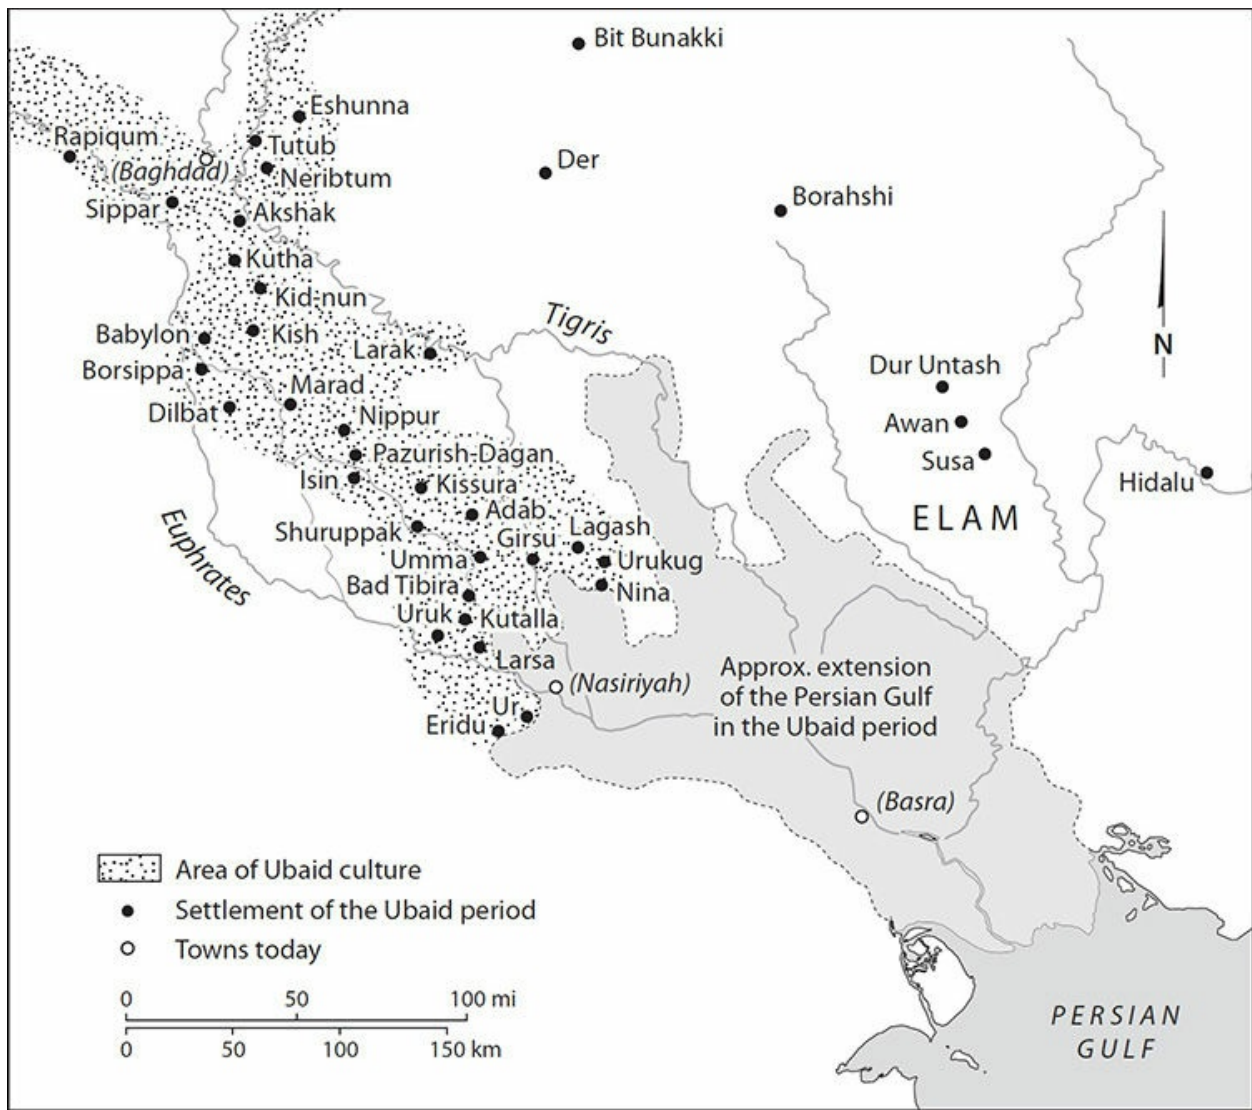 Bit Bunakki
Eshunna
Rapiqum
Tutub
(Baghdad)
Neribtum
Der
Borahshi
Sippar
Akshak
Kutha
Kid-nun
Tigris
Babylon
Kish
Larak
N
Borsippa
Marad
Dur Untash
Dilbat
Nippur
Awan
Pazurish-Dagan
Susa
Isin
Kissura
Hidalu
Adab
ELAM
Shuruppak
Girsu
Lagash
Euphrates
Umma
Urukug
Bad Tibira
Nina
Uruk
Kutalla
Larsa
(Nasiriyah)
Approx. extension
of the Persian Gulf
in the Ubaid period
Ur
Eridu
(Basra)
Area of Ubaid culture
Settlement of the Ubaid period
Towns today
0 50 100 mi
0 50 100 150 km
PERSIAN
GULF